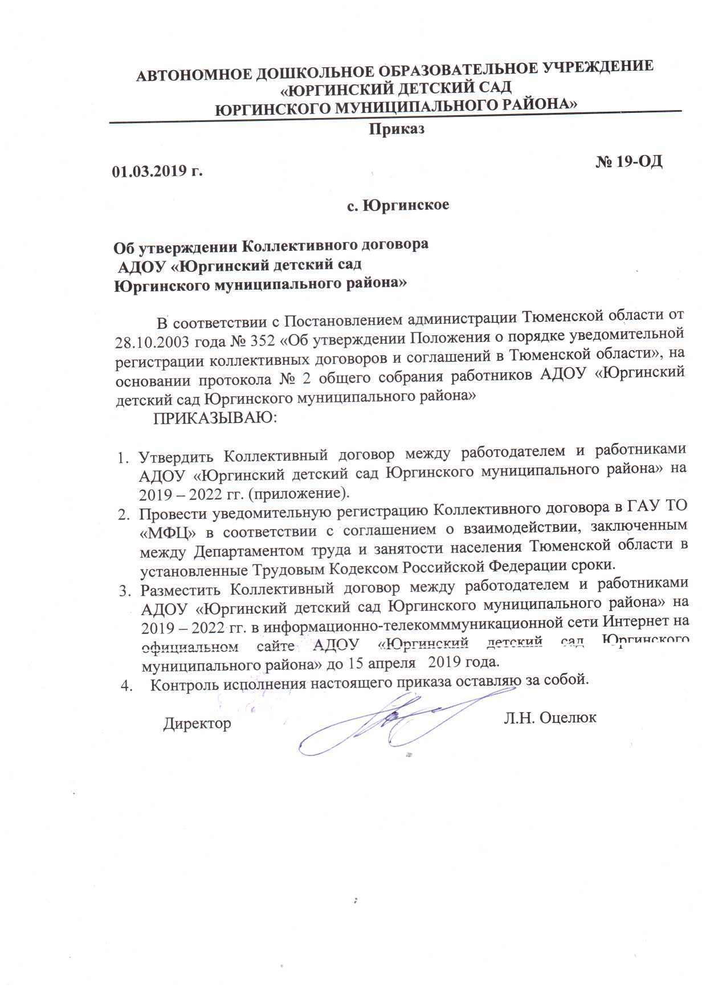 АВТОНОМНОЕ ДОШКОЛЬНОЕ ОБРАЗОВАТЕЛЬНОЕ УЧРЕЖДЕНИЕ
«ЮРГИНСКИЙ ДЕТСКИЙ САД
ЮРГИНСКОГО МУНИЦИПАЛЬНОГО РАЙОНА»
Приказ
01.03.2019 г. № 19-ОД
с. Юргинское
Об утверждении Коллективного договора
АДОУ «Юргинский детский сад
Юргинского муниципального района»
В соответствии с Постановлением администрации Тюменской области от
28.10.2003 года № 352 «Об утверждении Положения о порядке уведомительной
регистрации коллективных договоров и соглашений в Тюменской области», на
основании протокола № 2 общего собрания работников АДОУ «Юргинский
детский сад Юргинского муниципального района»
ПРИКАЗЫВАЮ:
1. Утвердить Коллективный договор между работодателем и работниками
АДОУ «Юргинский детский сад Юргинского муниципального района» на
2019 – 2022 гг. (приложение).
2. Провести уведомительную регистрацию Коллективного договора в ГАУ ТО
«МФЦ» в соответствии с соглашением о взаимодействии, заключенным
между Департаментом труда и занятости населения Тюменской области в
установленные Трудовым Кодексом Российской Федерации сроки.
3. Разместить Коллективный договор между работодателем и работниками
АДОУ «Юргинский детский сад Юргинского муниципального района» на
2019 – 2022 гг. в информационно-телекомммуникационной сети Интернет на
официальном сайте АДОУ «Юргинский детский сад Юргинского
муниципального района» до 15 апреля 2019 года.
4. Контроль исполнения настоящего приказа оставляю за собой.
Директор Л.Н. Оцелюк